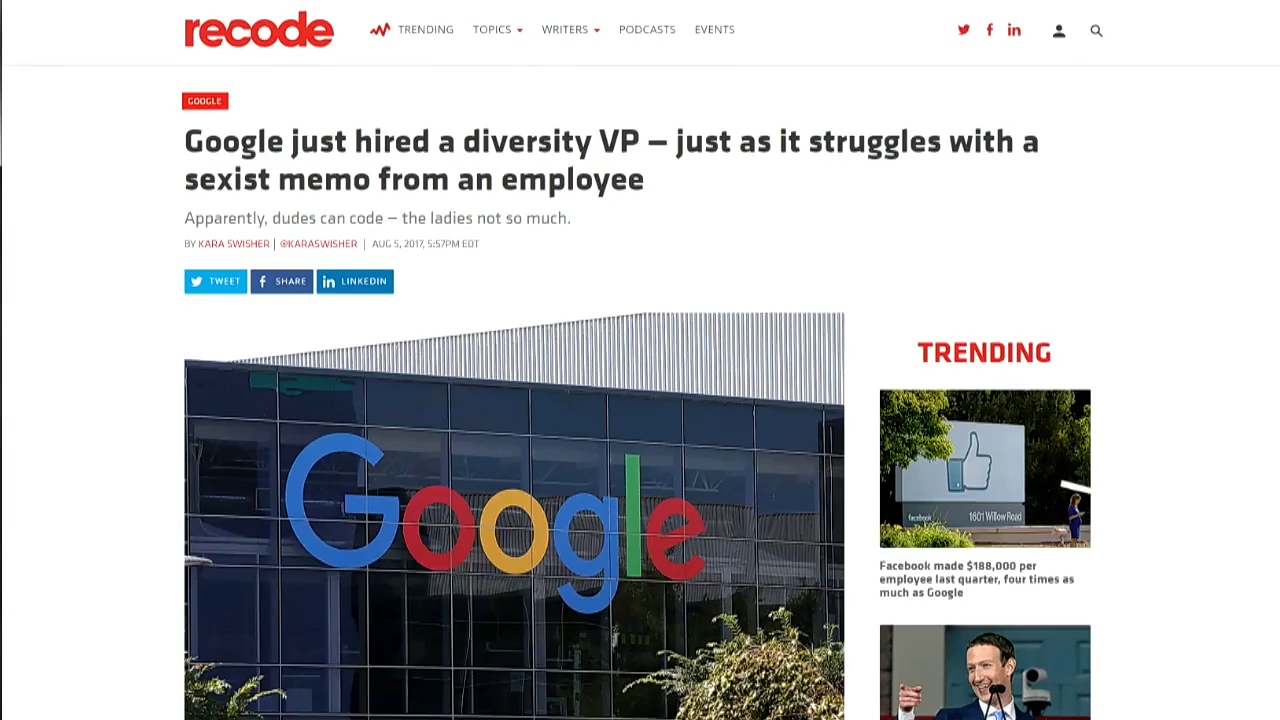 recode
TRENDING
TOPICS
WRITERS
PODCASTS
EVENTS
GOOGLE
Google just hired a diversity VP — just as it struggles with a
sexist memo from an employee
Apparently, dudes can code — the ladies not so much.
BY KARA SWISHER | @KARASWISHER | AUG 5, 2017, 5:57PM EDT
TWEET
SHARE
LINKEDIN
Google
TRENDING
facebook
1601 Willow Road
Facebook made $188,000 per
employee last quarter, four times as
much as Google